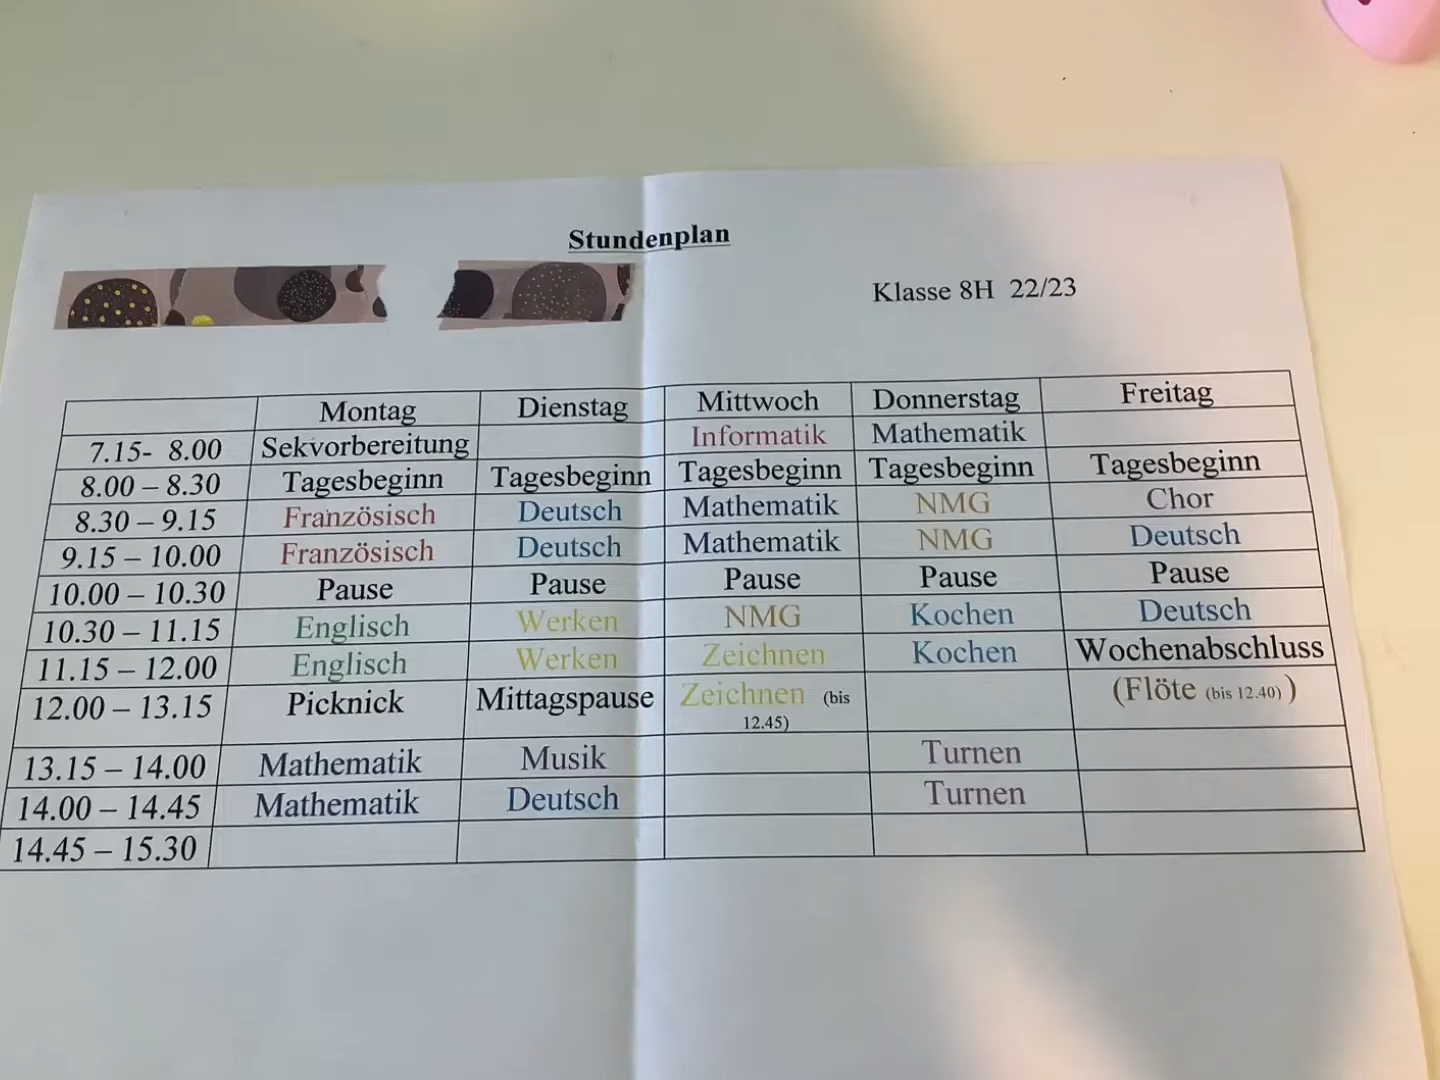 Stundenplan
Klasse 8H 22/23
Montag Dienstag Mittwoch Donnerstag Freitag
7.15- 8.00 Sekvorbereitung Informatik Mathematik
8.00 – 8.30 Tagesbeginn Tagesbeginn Tagesbeginn Tagesbeginn Tagesbeginn
8.30 – 9.15 Französisch Deutsch Mathematik NMG Chor
9.15 – 10.00 Französisch Deutsch Mathematik NMG Deutsch
10.00 – 10.30 Pause Pause Pause Pause Pause
10.30 – 11.15 Englisch Werken NMG Kochen Deutsch
11.15 – 12.00 Englisch Werken Zeichnen Kochen Wochenabschluss
12.00 – 13.15 Picknick Mittagspause Zeichnen (bis (Flöte (bis 12.40) )
12.45)
13.15 – 14.00 Mathematik Musik Turnen
14.00 – 14.45 Mathematik Deutsch Turnen
14.45 – 15.30